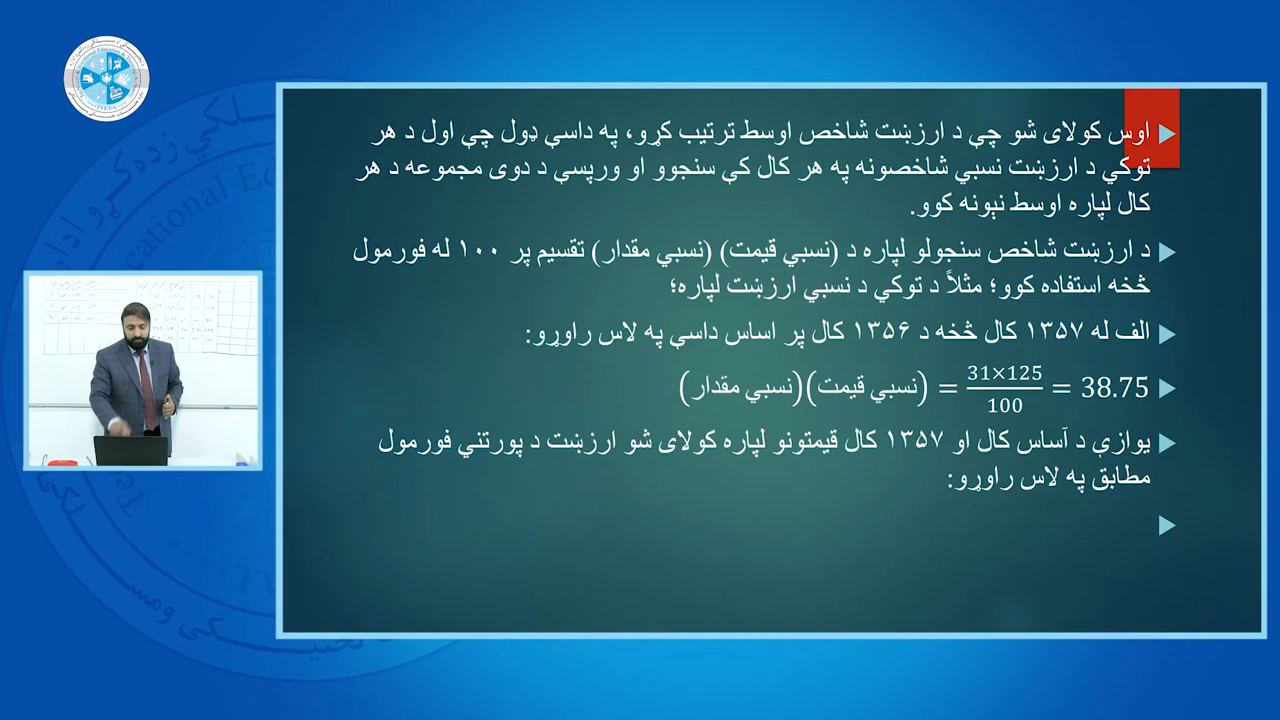 اوس کولای شو چې د ارزښت شاخص اوسط ترتیب کړو، په داسې ډول چې اول د هر
توکي د ارزښت نسبي شاخصونه په هر کال کې سنجوو او ورپسې د دوی مجموعه د هر
کال لپاره اوسط نېونه کوو.
د ارزښت شاخص سنجولو لپاره د (نسبي قیمت) (نسبي مقدار) تقسیم پر ۱۰۰ له فورمول
څخه استفاده کوو؛ مثلاً د توکي د نسبي ارزښت لپاره؛
الف له ۱۳۵۷ کال څخه د ۱۳۵۶ کال پر اساس داسې په لاس راوړو:
(نسبي مقدار)(نسبي قیمت) = 31×125/100 = 38.75
یوازې د آساس کال او ۱۳۵۷ کال قیمتونو لپاره کولای شو ارزښت د پورتني فورمول
مطابق په لاس راوړو: